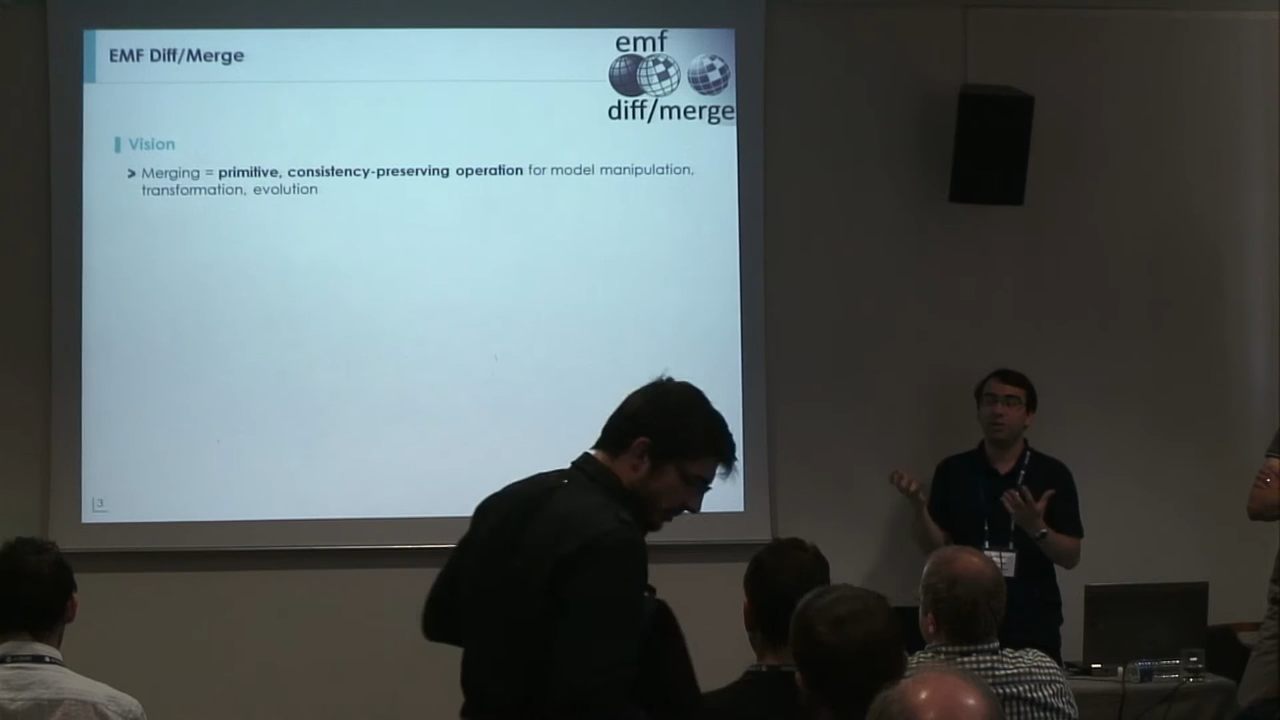 EMF Diff/Merge
emf
diff/merge
Vision
> Merging = primitive, consistency-preserving operation for model manipulation,
transformation, evolution
3